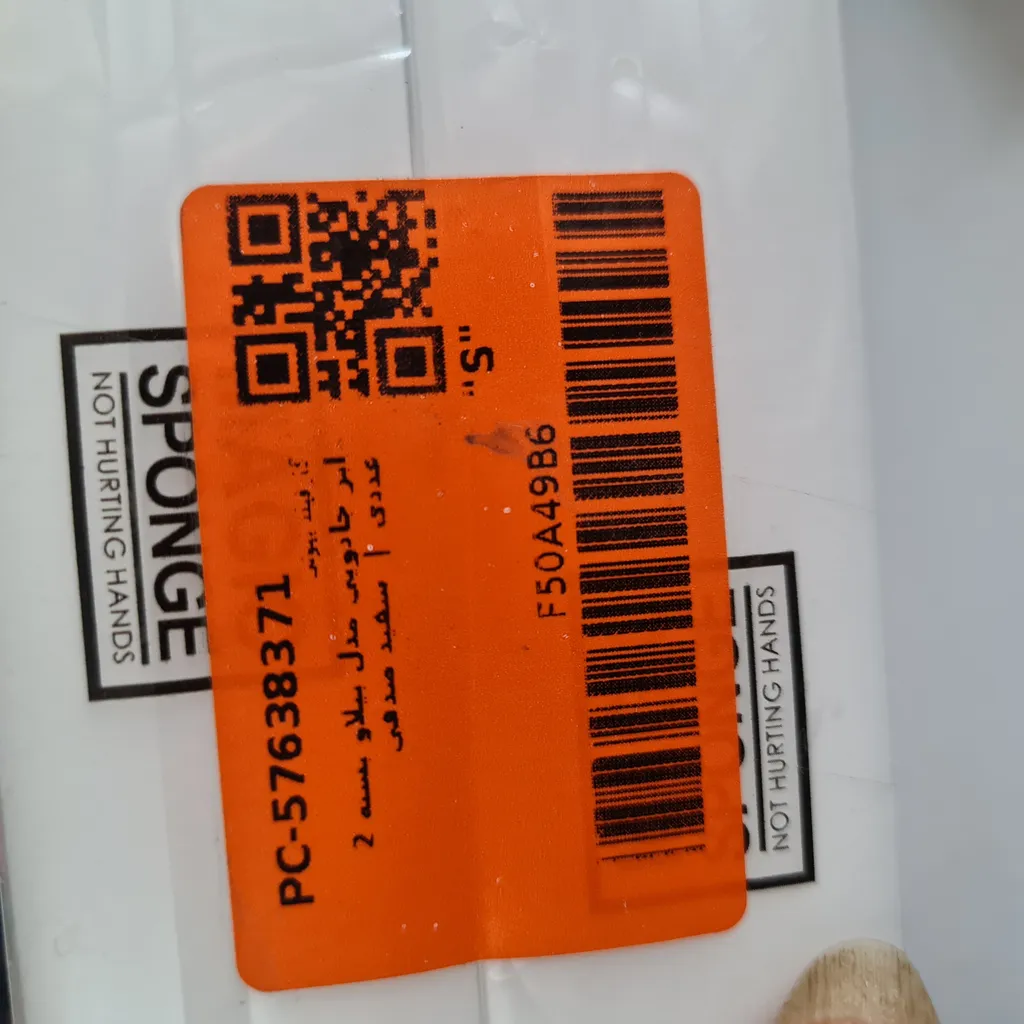 PC-57638371
ابر جادویی مدل بیلاو بسته 2
عددی | سفید صدفی
"S"
F50A49B6
SPONGE
NOT HURTING HANDS
NOT HURTING HANDS